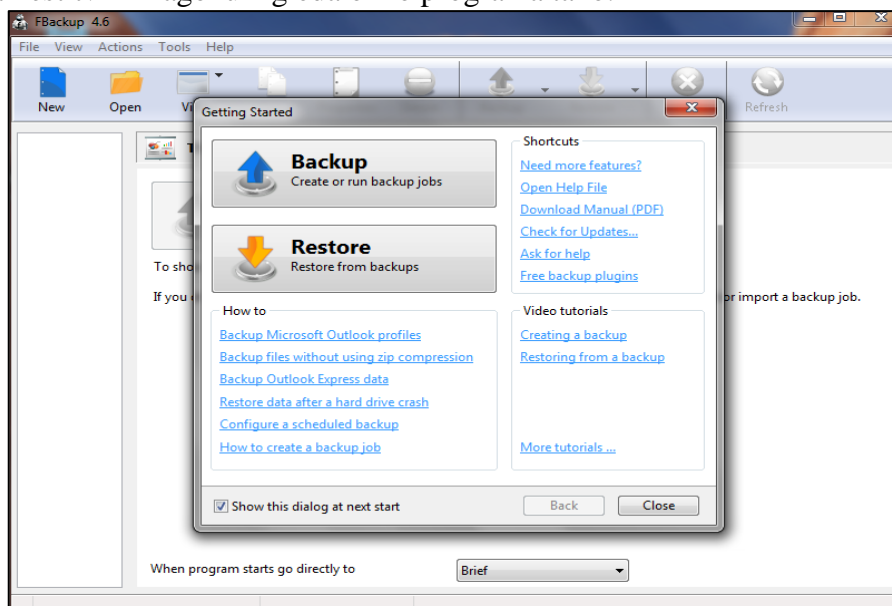 FBackup 4.6
File View Actions Tools Help
New Open Refresh
Getting Started
Backup
Create or run backup jobs
Restore
Restore from backups
Shortcuts
Need more features?
Open Help File
Download Manual (PDF)
Check for Updates...
Ask for help
Free backup plugins
How to
Backup Microsoft Outlook profiles
Backup files without using zip compression
Backup Outlook Express data
Restore data after a hard drive crash
Configure a scheduled backup
How to create a backup job
Video tutorials
Creating a backup
Restoring from a backup
More tutorials ...
Show this dialog at next start
Back Close
To
If you or import a backup job.
When program starts go directly to Brief